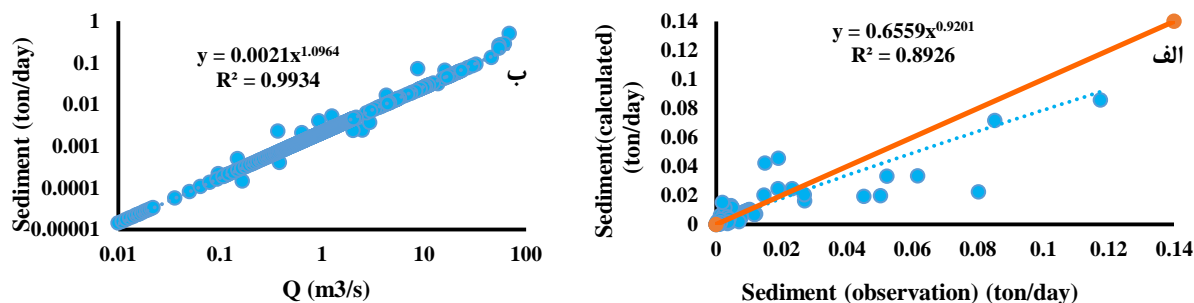 y = 0.0021x^1.0964
R² = 0.9934
ب
Sediment (ton/day)
1
0.1
0.01
0.001
0.0001
0.00001
0.01 0.1 1 10 100
Q (m3/s)
y = 0.6559x^0.9201
R² = 0.8926
الف
Sediment(calculated)
(ton/day)
0.14
0.12
0.1
0.08
0.06
0.04
0.02
0
0 0.02 0.04 0.06 0.08 0.1 0.12 0.14
Sediment (observation) (ton/day)